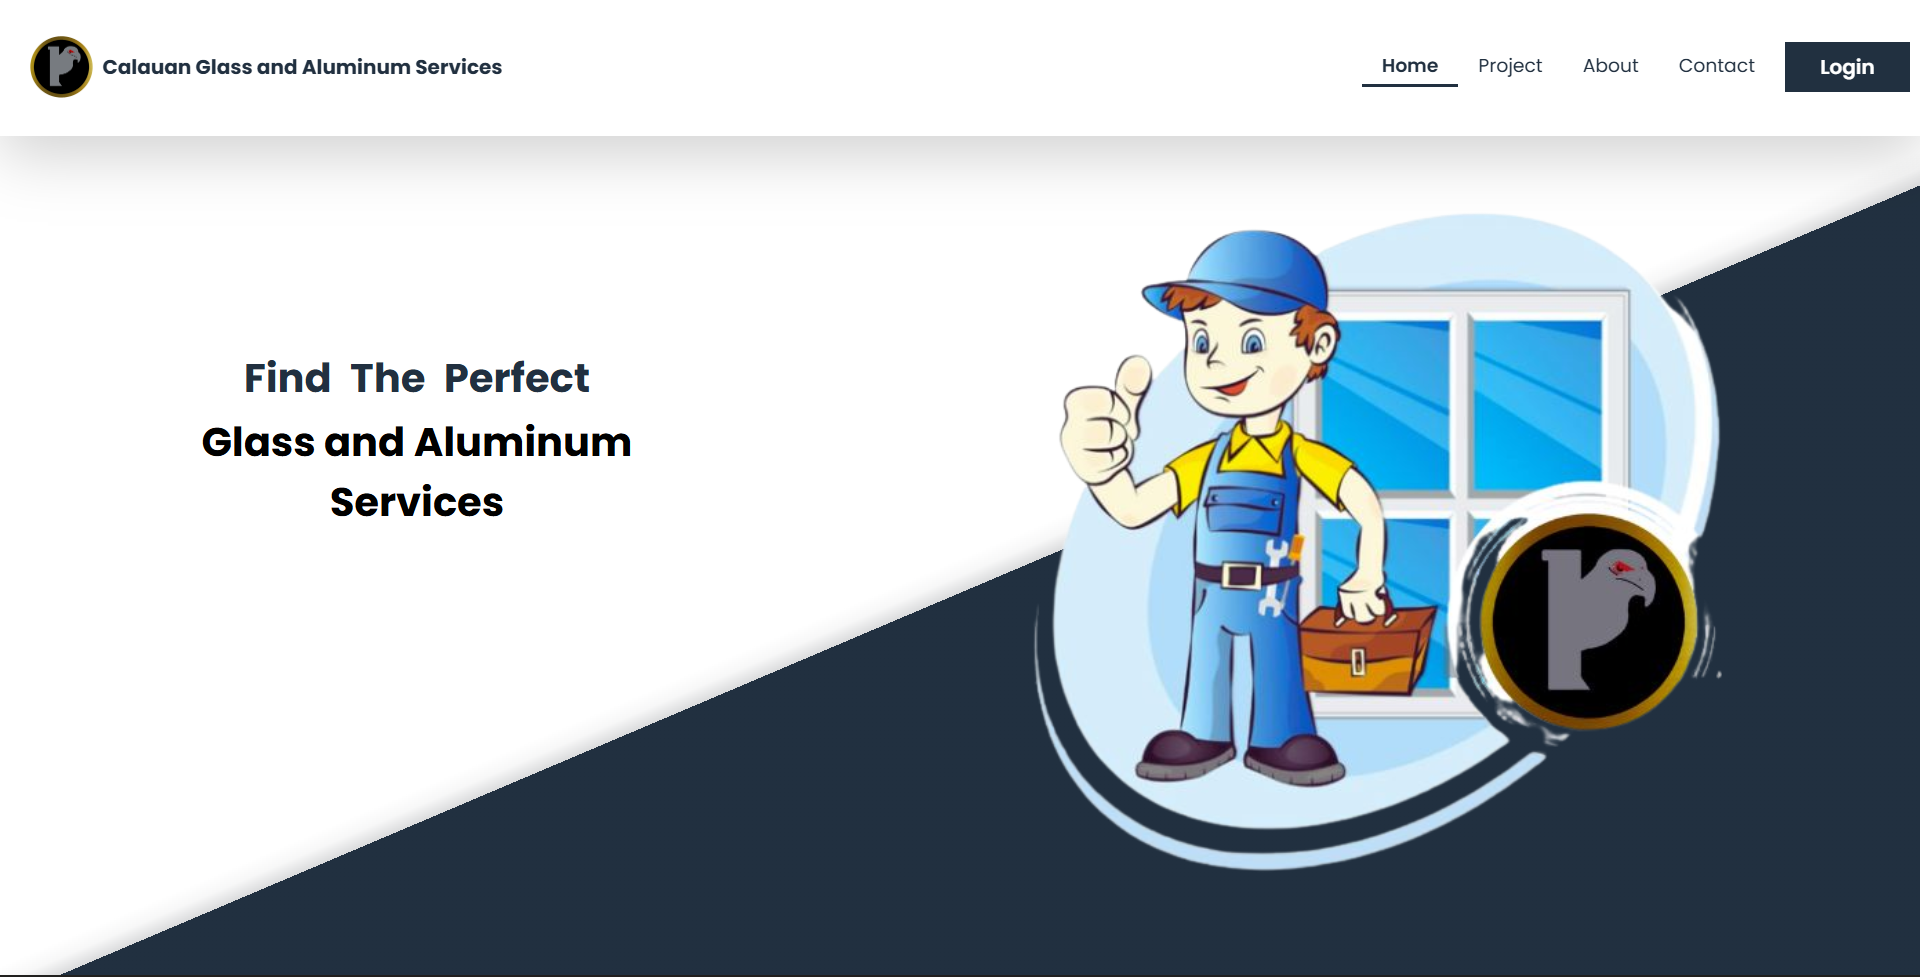 Calauan Glass and Aluminum Services
Home Project About Contact Login
Find The Perfect
Glass and Aluminum
Services